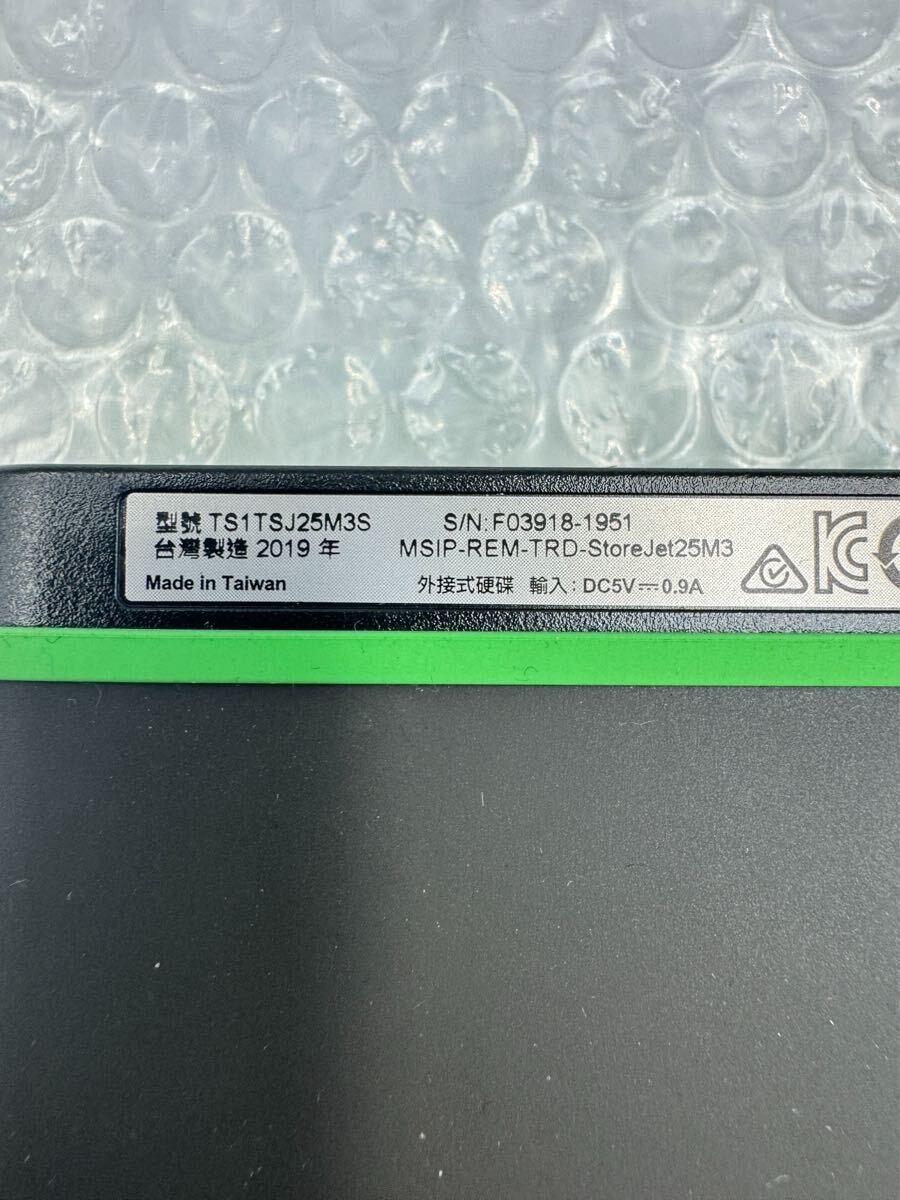 型號 TS1TSJ25M3S S/N:F03918-1951
台灣製造 2019 年 MSIP-REM-TRD-StoreJet25M3
Made in Taiwan 外接式硬碟 輸入：DC5V⎓0.9A